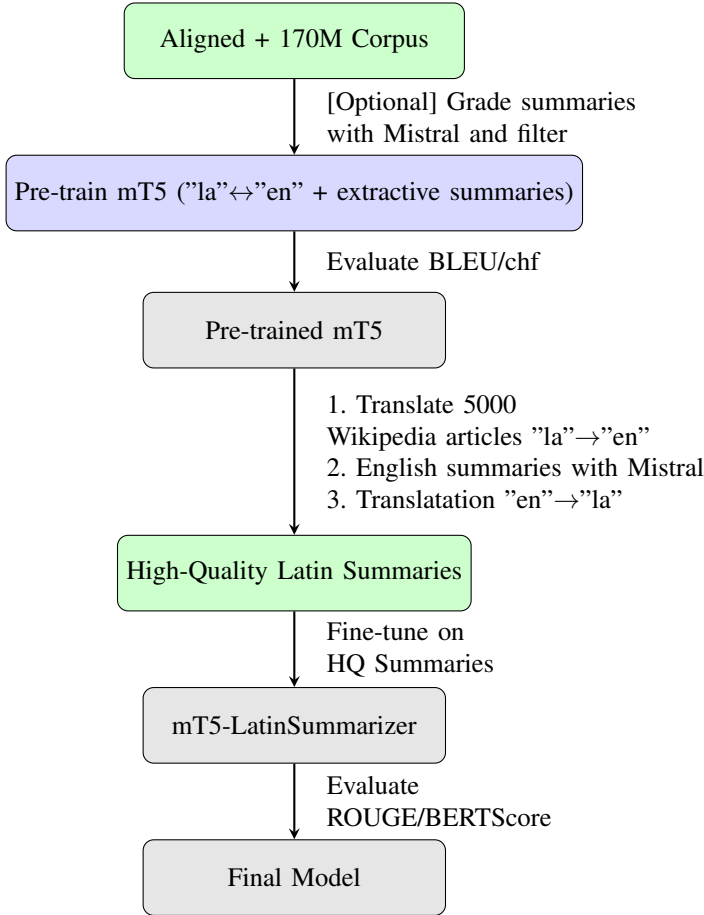 Aligned + 170M Corpus
[Optional] Grade summaries
with Mistral and filter
Pre-train mT5 (”la”↔”en” + extractive summaries)
Evaluate BLEU/chf
Pre-trained mT5
1. Translate 5000
Wikipedia articles ”la”→”en”
2. English summaries with Mistral
3. Translatation ”en”→”la”
High-Quality Latin Summaries
Fine-tune on
HQ Summaries
mT5-LatinSummarizer
Evaluate
ROUGE/BERTScore
Final Model